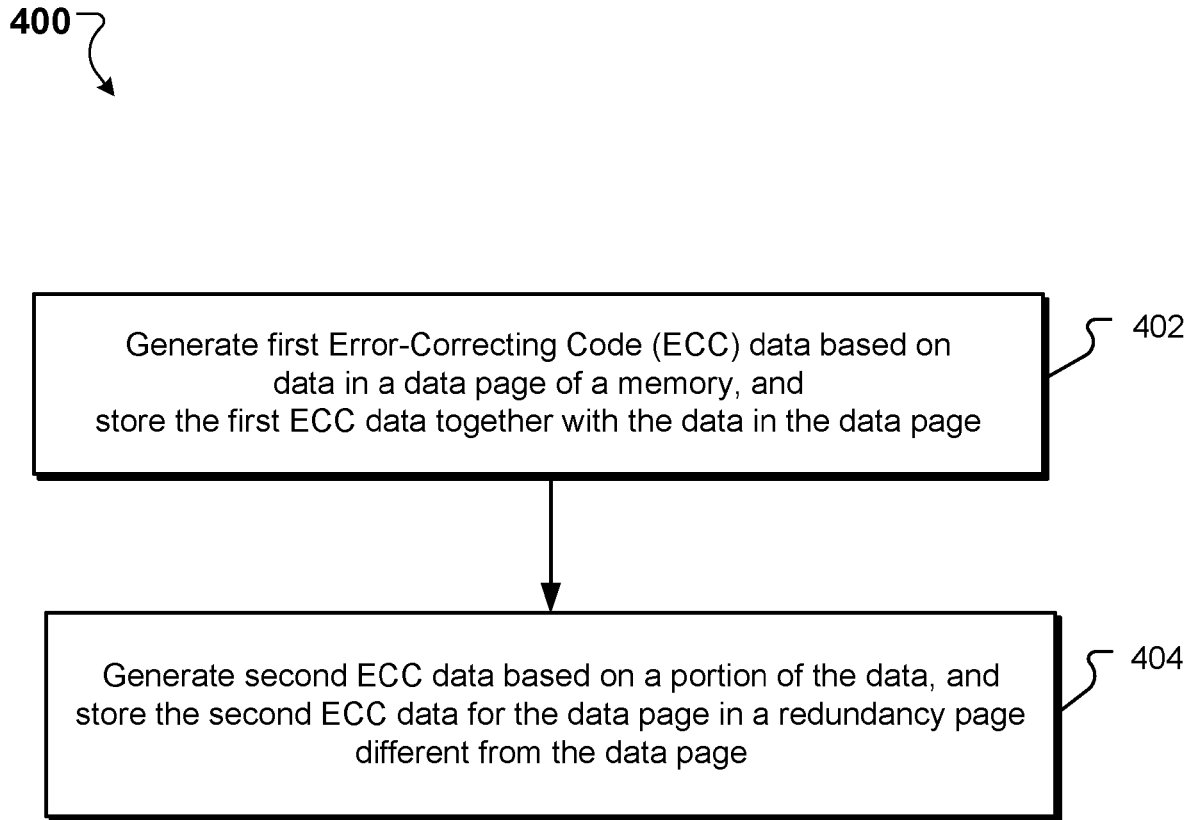 400
Generate first Error-Correcting Code (ECC) data based on
data in a data page of a memory, and
store the first ECC data together with the data in the data page
402
Generate second ECC data based on a portion of the data, and
store the second ECC data for the data page in a redundancy page
different from the data page
404